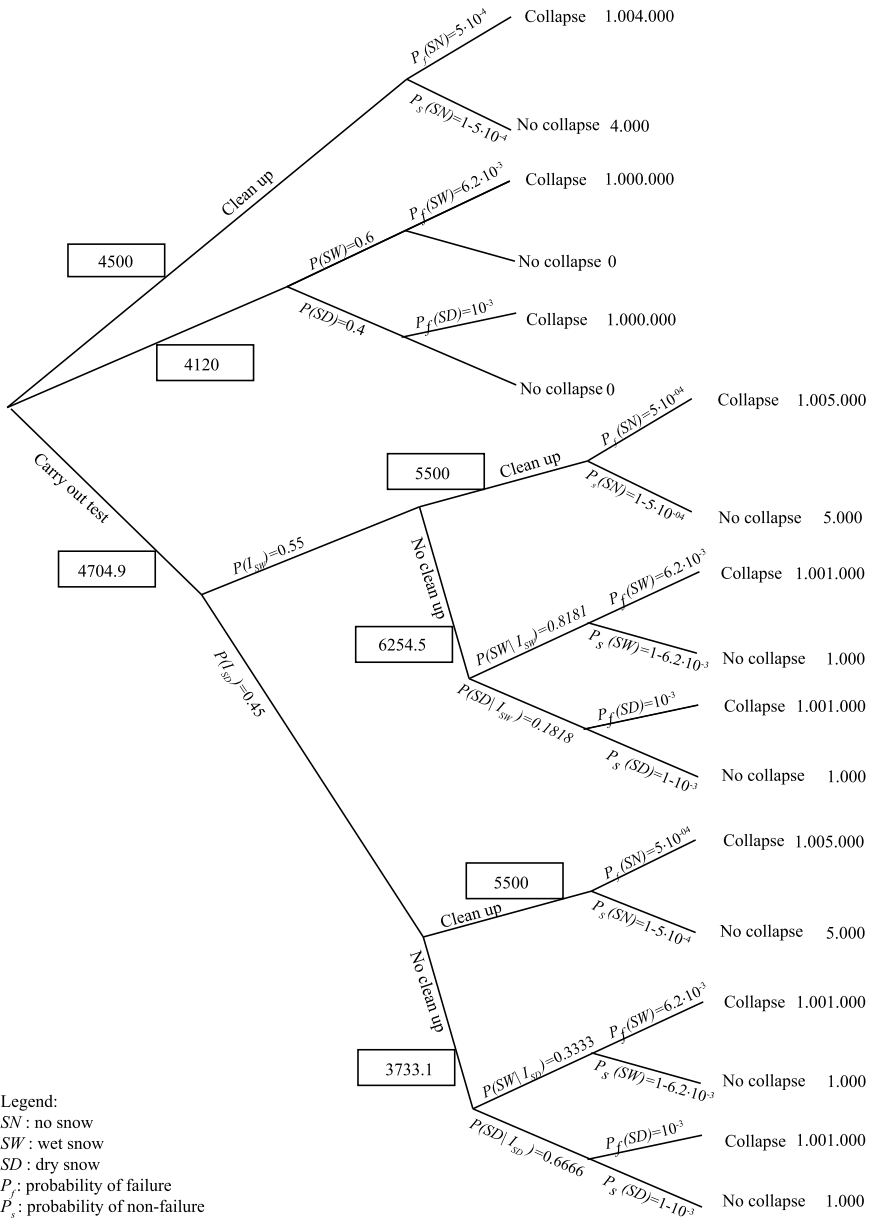 P_f(SN)=5·10^-4
Collapse 1.004.000
P_s(SN)=1-5·10^-4
No collapse 4.000
Clean up
4500
P_f(SW)=6.2·10^-3
Collapse 1.000.000
P(SW)=0.6
No collapse 0
P(SD)=0.4
P_f(SD)=10^-3
Collapse 1.000.000
4120
No collapse 0
Carry out test
4704.9
P_f(SN)=5·10^-04
Collapse 1.005.000
Clean up
5500
P_s(SN)=1-5·10^-04
No collapse 5.000
P(I_SW)=0.55
No clean up
6254.5
P_f(SW)=6.2·10^-3
Collapse 1.001.000
P(SW| I_SW)=0.8181
P_s(SW)=1-6.2·10^-3
No collapse 1.000
P(SD| I_SW)=0.1818
P_f(SD)=10^-3
Collapse 1.001.000
P_s(SD)=1-10^-3
No collapse 1.000
P(I_SD)=0.45
P_f(SN)=5·10^-04
Collapse 1.005.000
5500
Clean up
P_s(SN)=1-5·10^-4
No collapse 5.000
No clean up
3733.1
P_f(SW)=6.2·10^-3
Collapse 1.001.000
P(SW| I_SD)=0.3333
P_s(SW)=1-6.2·10^-3
No collapse 1.000
P(SD| I_SD)=0.6666
P_f(SD)=10^-3
Collapse 1.001.000
P_s(SD)=1-10^-3
No collapse 1.000
Legend:
SN : no snow
SW : wet snow
SD : dry snow
P_f : probability of failure
P_s : probability of non-failure